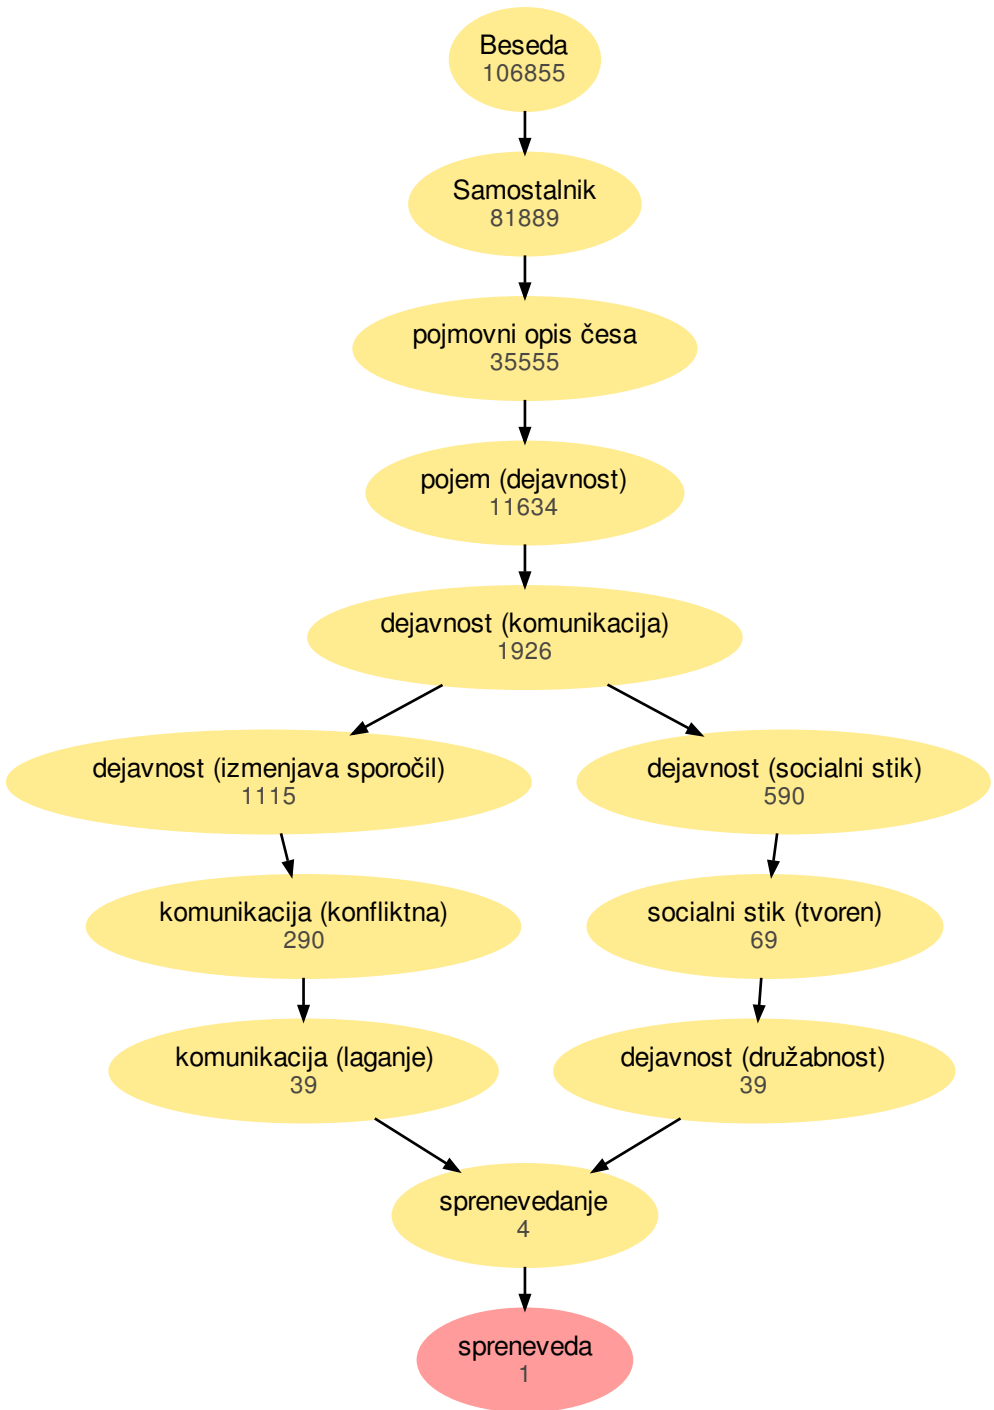 Beseda
106855
Samostalnik
81889
pojmovni opis česa
35555
pojem (dejavnost)
11634
dejavnost (komunikacija)
1926
dejavnost (izmenjava sporočil)
1115
dejavnost (socialni stik)
590
komunikacija (konfliktna)
290
socialni stik (tvoren)
69
komunikacija (laganje)
39
dejavnost (družabnost)
39
sprenevedanje
4
spreneveda
1